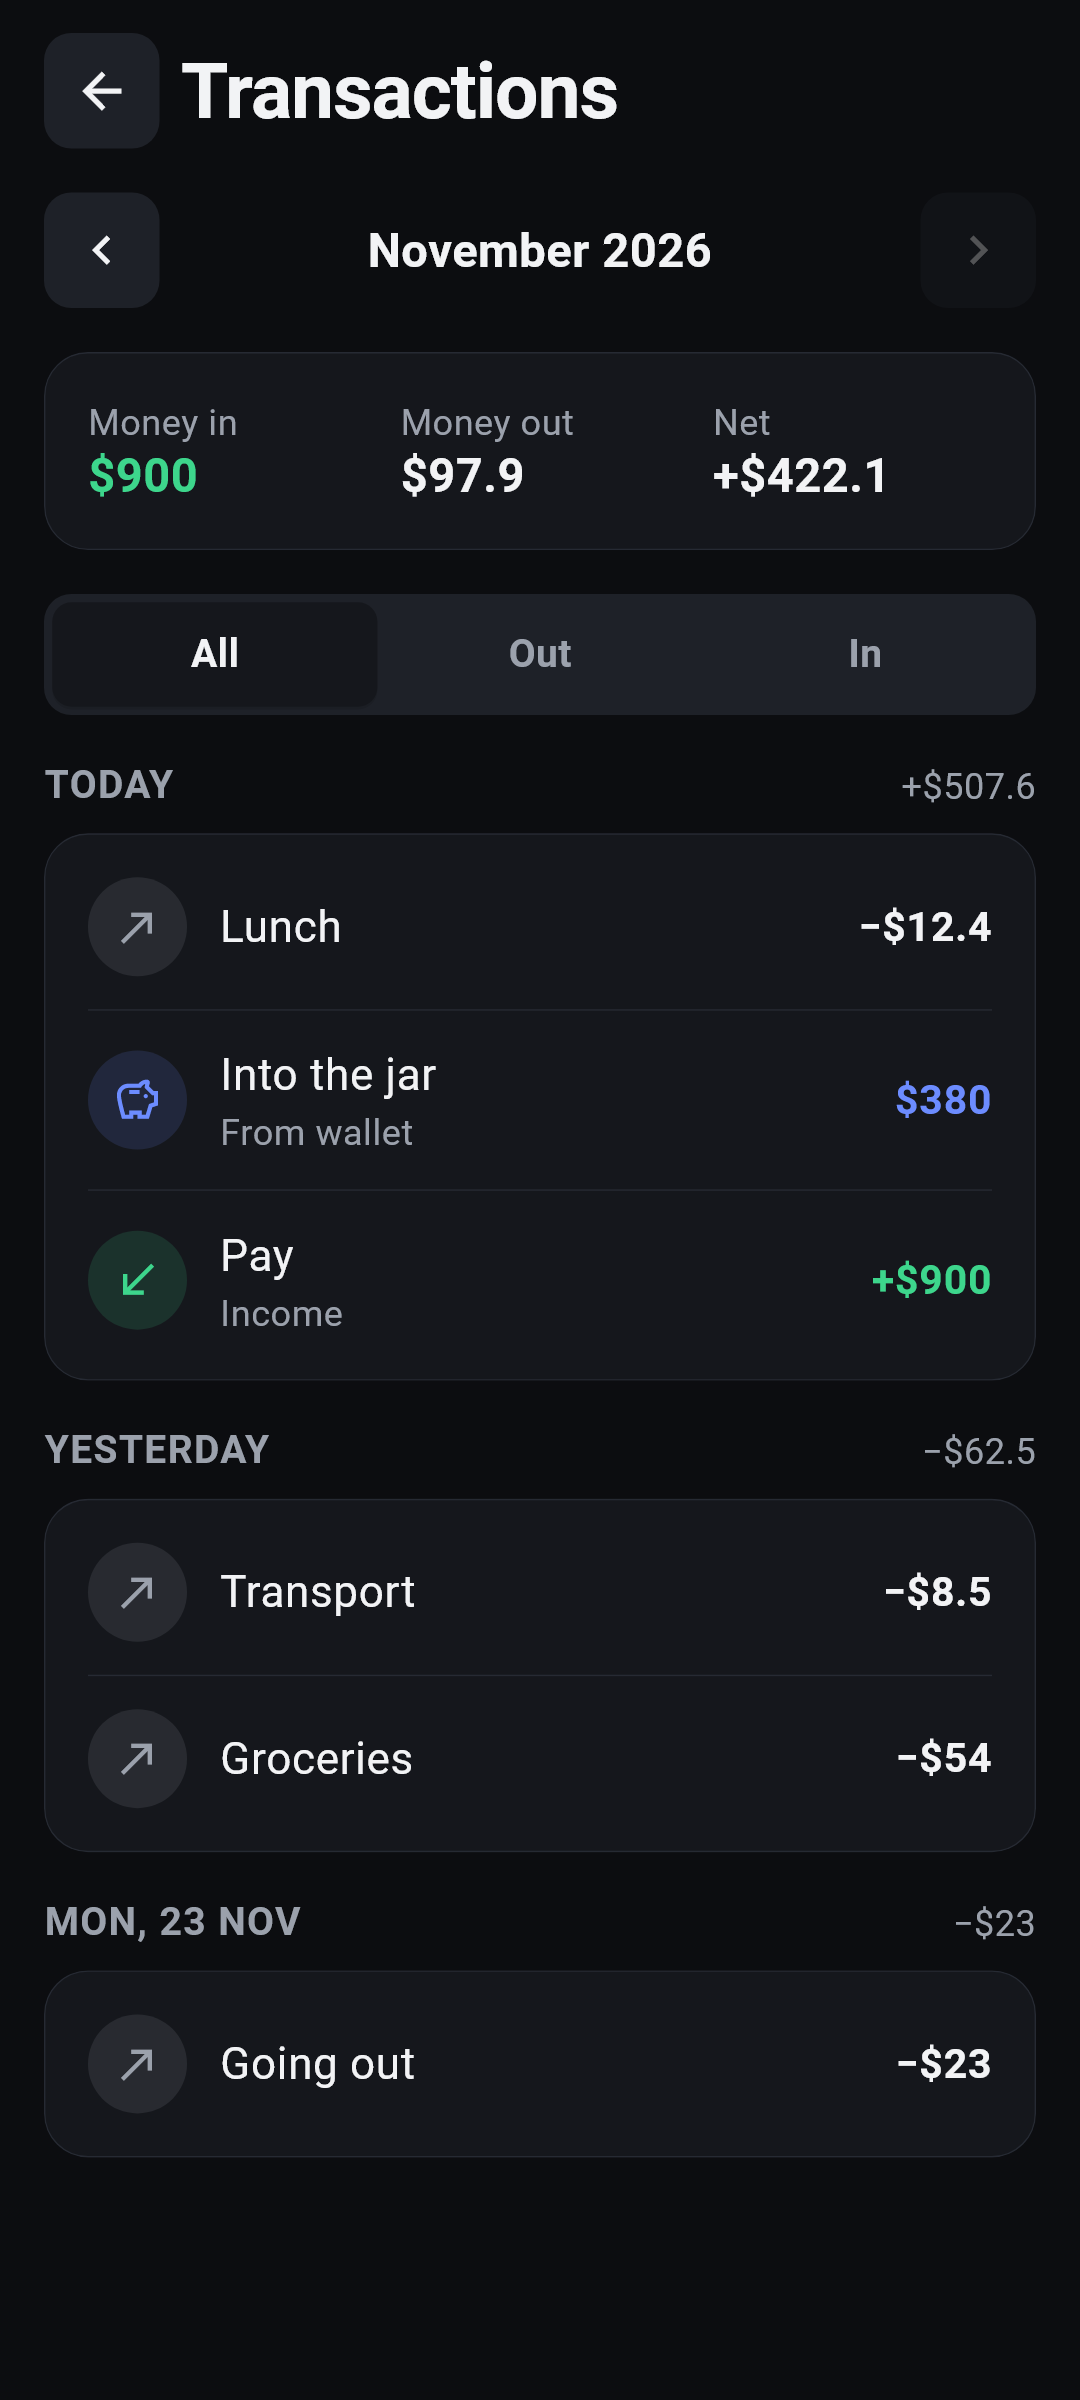 Transactions
November 2026
Money in Money out Net
$900 $97.9 +$422.1
All Out In
TODAY +$507.6
Lunch −$12.4
Into the jar
From wallet
$380
Pay
Income
+$900
YESTERDAY −$62.5
Transport −$8.5
Groceries −$54
MON, 23 NOV −$23
Going out −$23